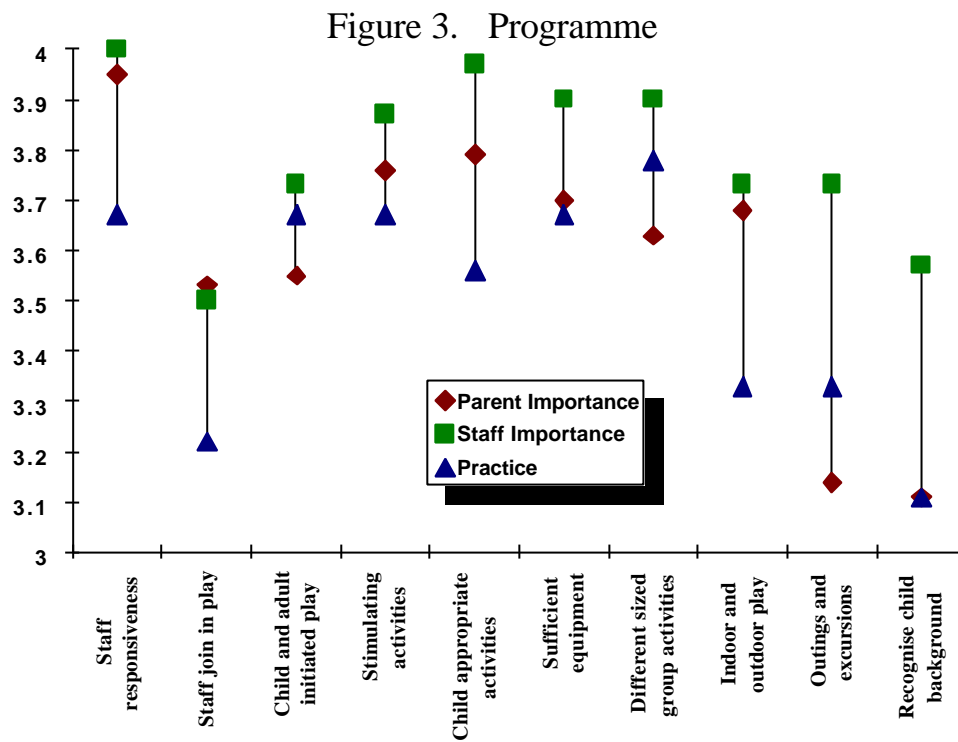 Figure 3. Programme
4
3.9
3.8
3.7
3.6
3.5
3.4
3.3
3.2
3.1
3
Parent Importance
Staff Importance
Practice
Staff
responsiveness
Staff join in play
Child and adult
initiated play
Stimulating
activities
Child appropriate
activities
Sufficient
equipment
Different sized
group activities
Indoor and
outdoor play
Outings and
excursions
Recognise child
background